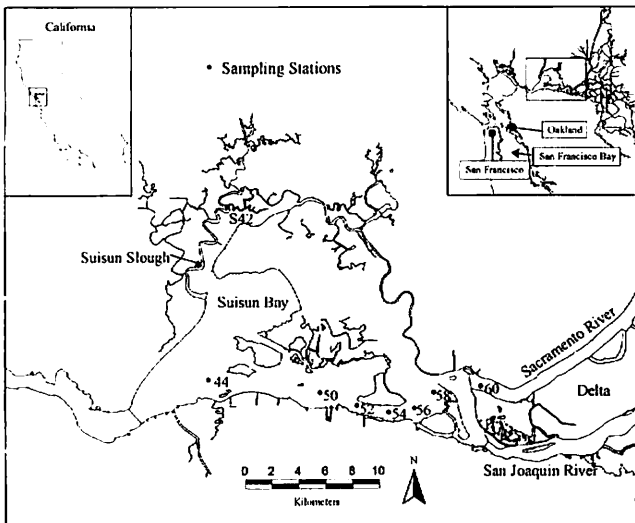 California
• Sampling Stations
Oakland
San Francisco Bay
San Francisco
S42
Suisun Slough
Suisun Bay
Sacramento River
44
50
52
54
56
58
60
Delta
San Joaquin River
N
0 2 4 6 8 10
Kilometers